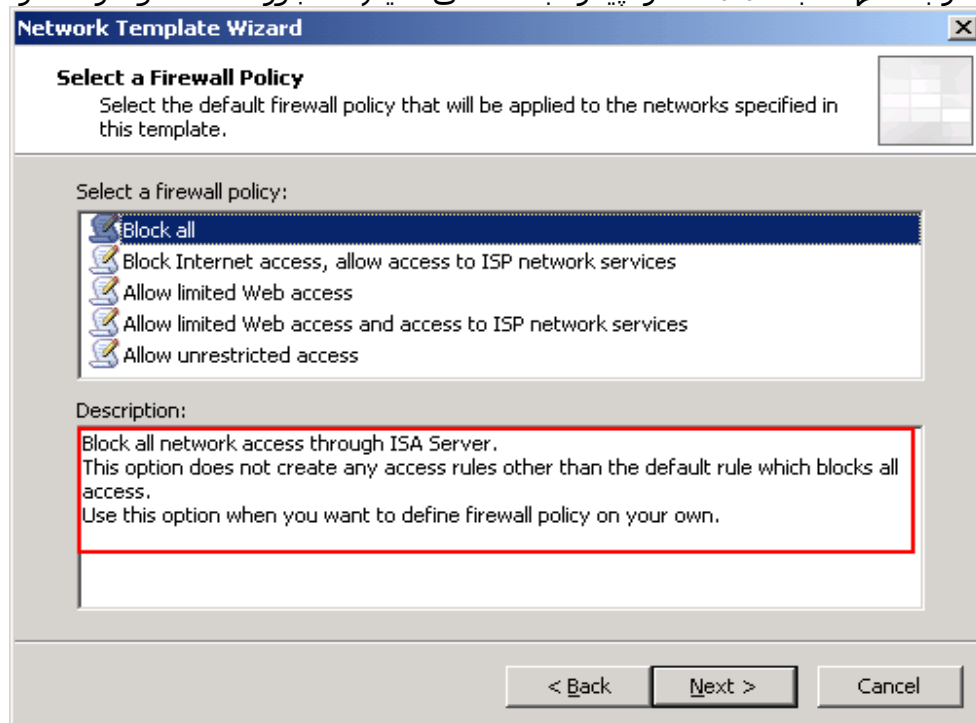 Network Template Wizard
Select a Firewall Policy
Select the default firewall policy that will be applied to the networks specified in
this template.
Select a firewall policy:
Block all
Block Internet access, allow access to ISP network services
Allow limited Web access
Allow limited Web access and access to ISP network services
Allow unrestricted access
Description:
Block all network access through ISA Server.
This option does not create any access rules other than the default rule which blocks all
access.
Use this option when you want to define firewall policy on your own.
< Back
Next >
Cancel